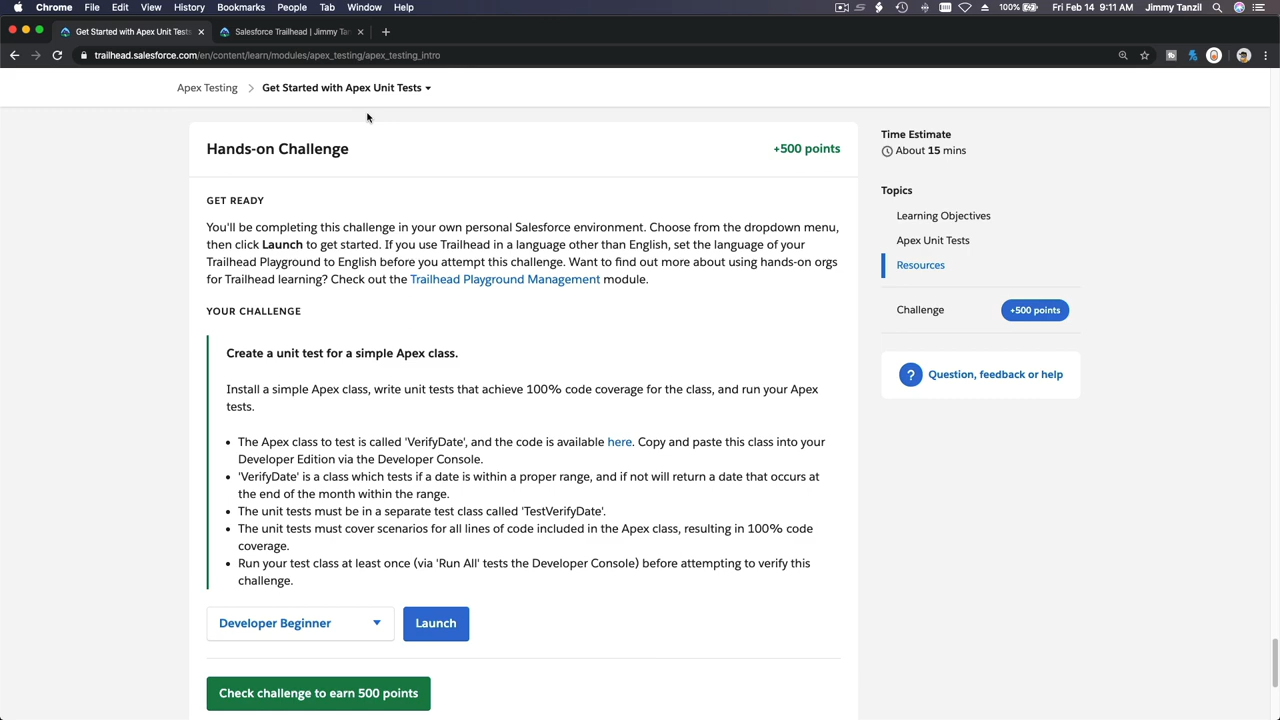 Chrome File Edit View History Bookmarks People Tab Window Help 100% Fri Feb 14 9:11 AM Jimmy Tanzil
Get Started with Apex Unit Tests Salesforce Trailhead | Jimmy Tan
trailhead.salesforce.com/en/content/learn/modules/apex_testing/apex_testing_intro
Apex Testing Get Started with Apex Unit Tests
Hands-on Challenge +500 points
GET READY
You'll be completing this challenge in your own personal Salesforce environment. Choose from the dropdown menu,
then click Launch to get started. If you use Trailhead in a language other than English, set the language of your
Trailhead Playground to English before you attempt this challenge. Want to find out more about using hands-on orgs
for Trailhead learning? Check out the Trailhead Playground Management module.
YOUR CHALLENGE
Create a unit test for a simple Apex class.
Install a simple Apex class, write unit tests that achieve 100% code coverage for the class, and run your Apex
tests.
• The Apex class to test is called 'VerifyDate', and the code is available here. Copy and paste this class into your
Developer Edition via the Developer Console.
• 'VerifyDate' is a class which tests if a date is within a proper range, and if not will return a date that occurs at
the end of the month within the range.
• The unit tests must be in a separate test class called 'TestVerifyDate'.
• The unit tests must cover scenarios for all lines of code included in the Apex class, resulting in 100% code
coverage.
• Run your test class at least once (via 'Run All' tests the Developer Console) before attempting to verify this
challenge.
Developer Beginner Launch
Check challenge to earn 500 points
Time Estimate
About 15 mins
Topics
Learning Objectives
Apex Unit Tests
Resources
Challenge +500 points
? Question, feedback or help